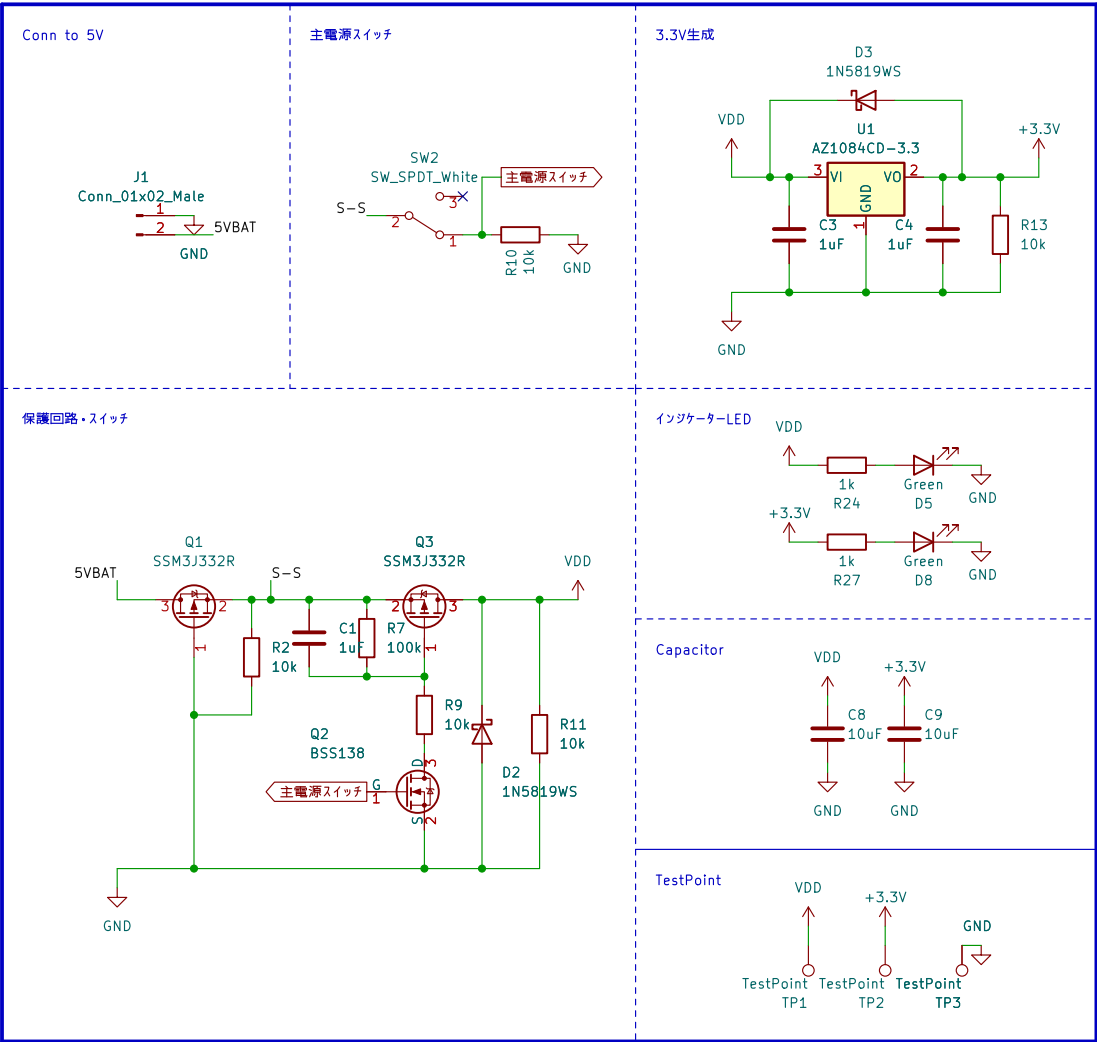 Conn to 5V
J1
Conn_01x02_Male
1
2
5VBAT
GND
主電源スイッチ
SW2
SW_SPDT_White
主電源スイッチ
3
S-S
2
1
R10
10k
GND
3.3V生成
D3
1N5819WS
VDD
U1
AZ1084CD-3.3
+3.3V
3
VI
VO
2
GND
1
C3
1uF
C4
1uF
R13
10k
GND
保護回路・スイッチ
Q1
SSM3J332R
Q3
SSM3J332R
5VBAT
S-S
VDD
3
2
2
3
1
1
R2
10k
C1
1uF
R7
100k
R9
10k
Q2
BSS138
R11
10k
主電源スイッチ
G
1
D
3
S
2
D2
1N5819WS
GND
インジケーターLED
VDD
1k
R24
Green
D5
GND
+3.3V
1k
R27
Green
D8
GND
Capacitor
VDD
+3.3V
C8
10uF
C9
10uF
GND
GND
TestPoint
VDD
+3.3V
GND
TestPoint
TP1
TestPoint
TP2
TestPoint
TP3